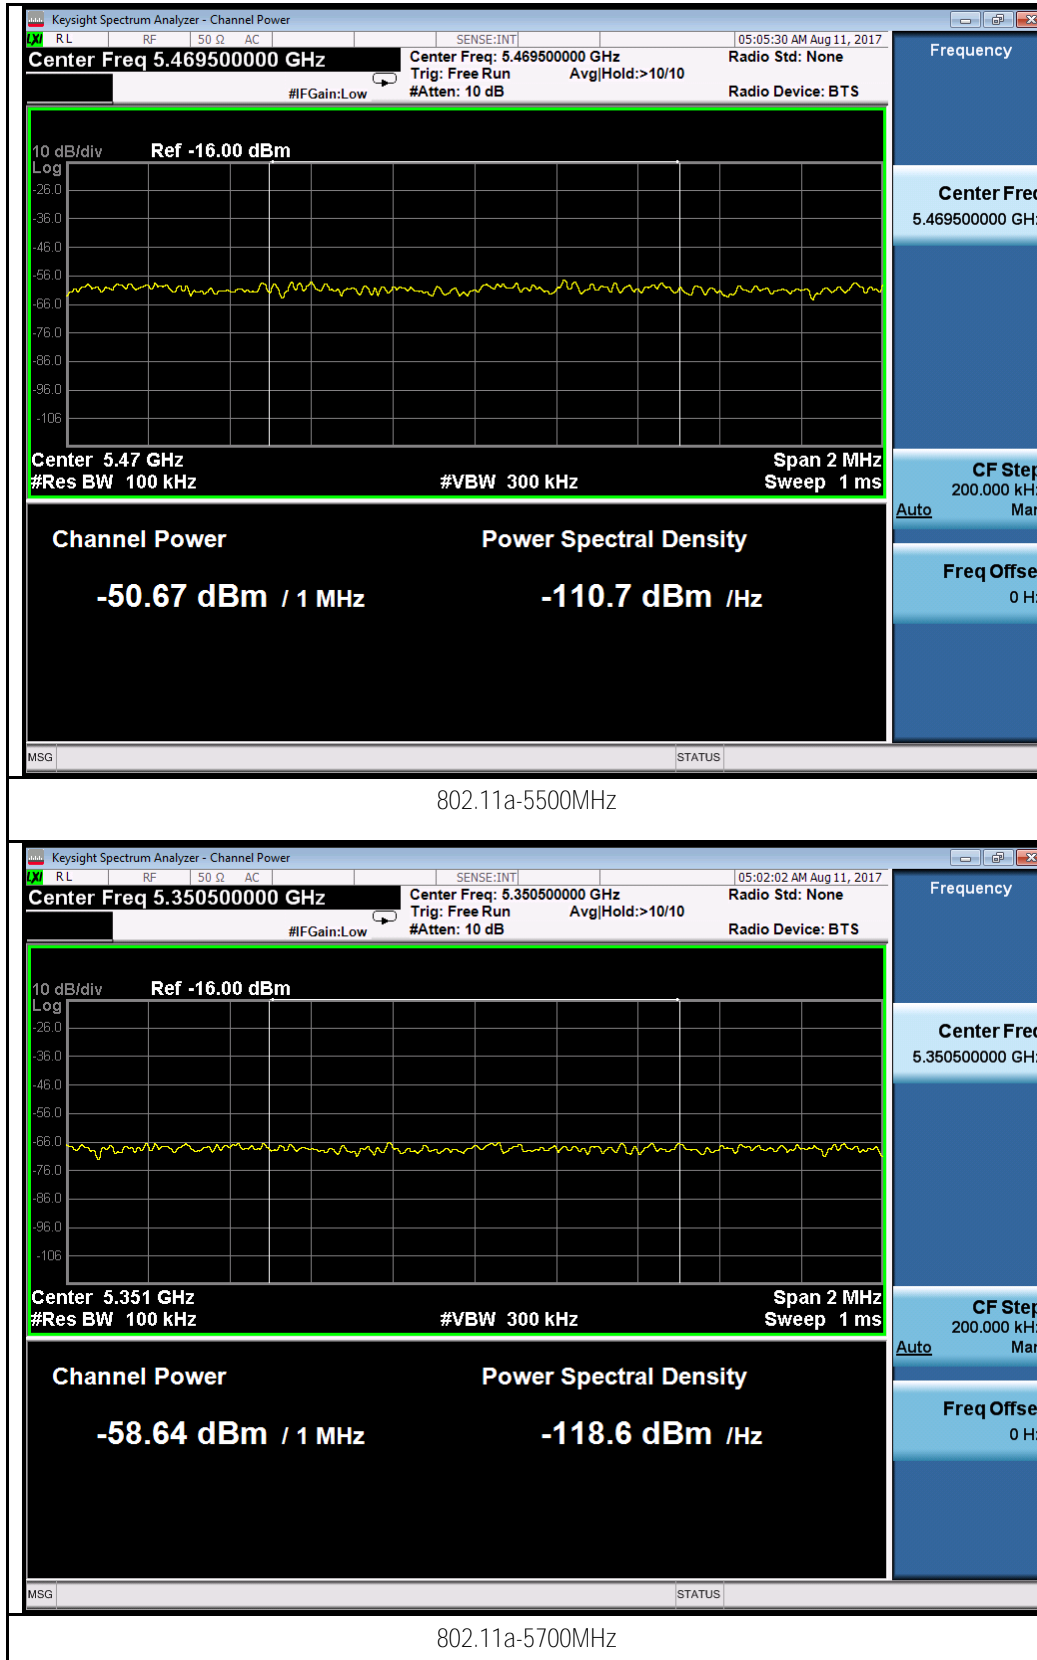 Keysight Spectrum Analyzer - Channel Power
LXI RL RF 50 Ω AC SENSE:INT 05:05:30 AM Aug 11, 2017
Center Freq 5.469500000 GHz
Center Freq: 5.469500000 GHz Radio Std: None
Trig: Free Run Avg|Hold:>10/10
#IFGain:Low #Atten: 10 dB Radio Device: BTS
Frequency
10 dB/div Ref -16.00 dBm
Log
-26.0
-36.0
-46.0
-56.0
-66.0
-76.0
-86.0
-96.0
-106
Center Freq
5.469500000 GHz
Center 5.47 GHz Span 2 MHz
#Res BW 100 kHz #VBW 300 kHz Sweep 1 ms
CF Step
200.000 kHz
Auto Man
Freq Offset
0 Hz
Channel Power Power Spectral Density
-50.67 dBm / 1 MHz -110.7 dBm /Hz
MSG STATUS
802.11a-5500MHz
Keysight Spectrum Analyzer - Channel Power
LXI RL RF 50 Ω AC SENSE:INT 05:02:02 AM Aug 11, 2017
Center Freq 5.350500000 GHz
Center Freq: 5.350500000 GHz Radio Std: None
Trig: Free Run Avg|Hold:>10/10
#IFGain:Low #Atten: 10 dB Radio Device: BTS
Frequency
10 dB/div Ref -16.00 dBm
Log
-26.0
-36.0
-46.0
-56.0
-66.0
-76.0
-86.0
-96.0
-106
Center Freq
5.350500000 GHz
Center 5.351 GHz Span 2 MHz
#Res BW 100 kHz #VBW 300 kHz Sweep 1 ms
CF Step
200.000 kHz
Auto Man
Freq Offset
0 Hz
Channel Power Power Spectral Density
-58.64 dBm / 1 MHz -118.6 dBm /Hz
MSG STATUS
802.11a-5700MHz